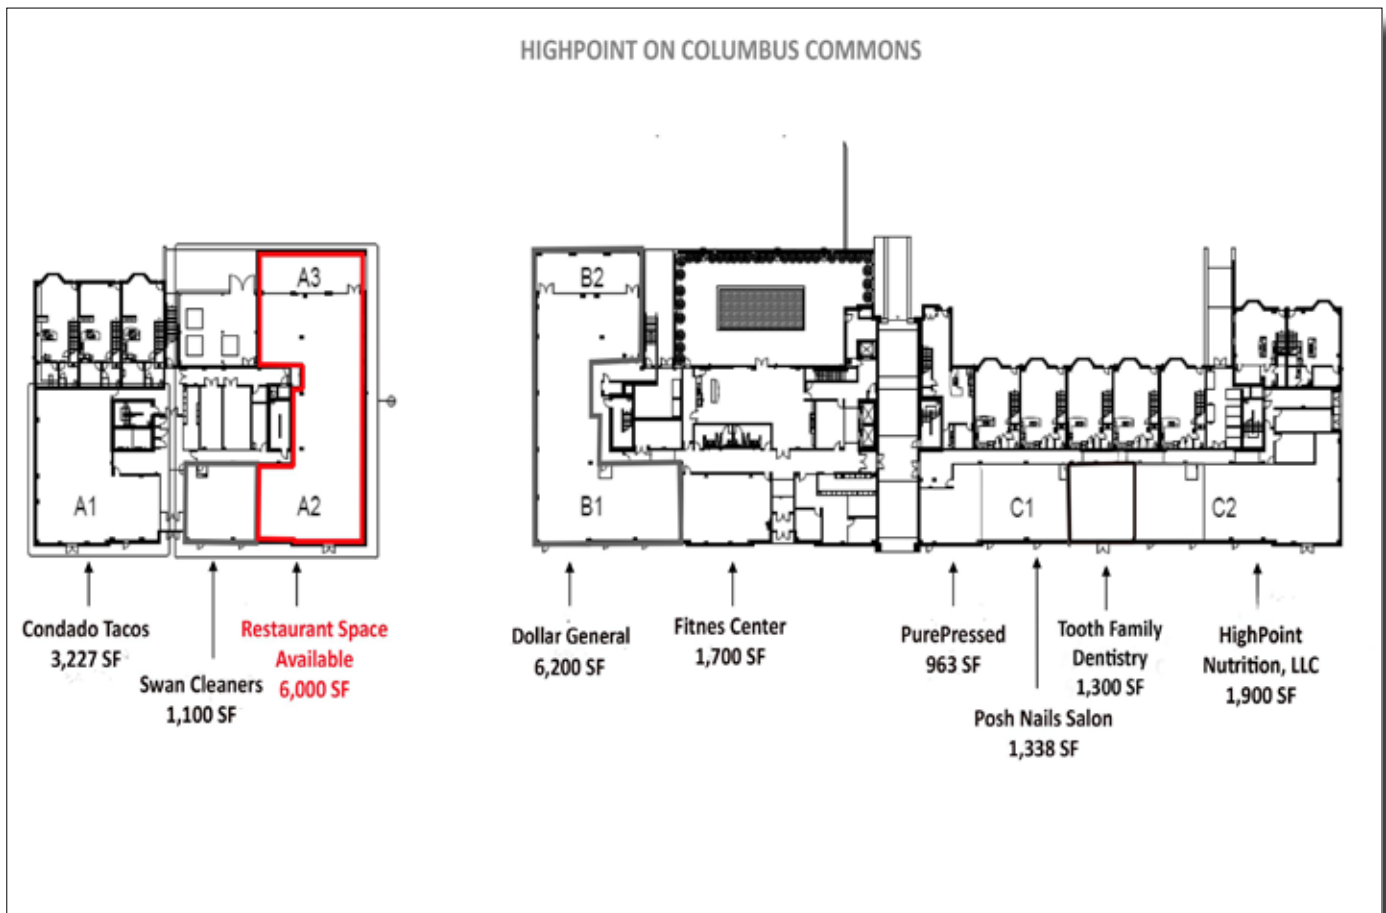 HIGHPOINT ON COLUMBUS COMMONS
A3
B2
A1
A2
B1
C1
C2
Condado Tacos
3,227 SF
Swan Cleaners
1,100 SF
Restaurant Space
Available
6,000 SF
Dollar General
6,200 SF
Fitnes Center
1,700 SF
PurePressed
963 SF
Posh Nails Salon
1,338 SF
Tooth Family
Dentistry
1,300 SF
HighPoint
Nutrition, LLC
1,900 SF